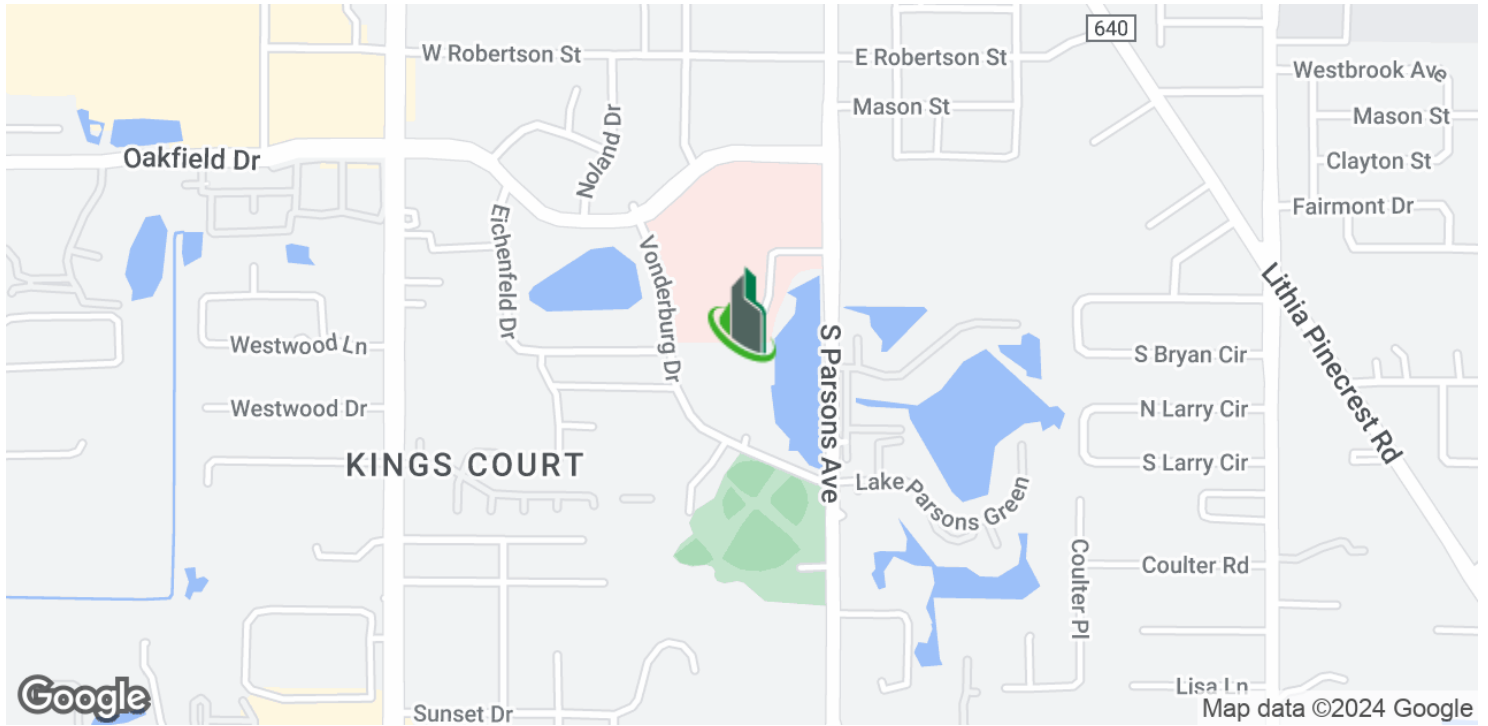 640
W Robertson St
E Robertson St
Westbrook Ave
Mason St
Mason St
Oakfield Dr
Noland Dr
Clayton St
Eichenfeld Dr
Vonderburg Dr
Fairmont Dr
Lithia Pinecrest Rd
Westwood Ln
S Parsons Ave
S Bryan Cir
Westwood Dr
N Larry Cir
KINGS COURT
S Larry Cir
Lake Parsons Green
Coulter Pl
Coulter Rd
Lisa Ln
Google
Sunset Dr
Map data ©2024 Google